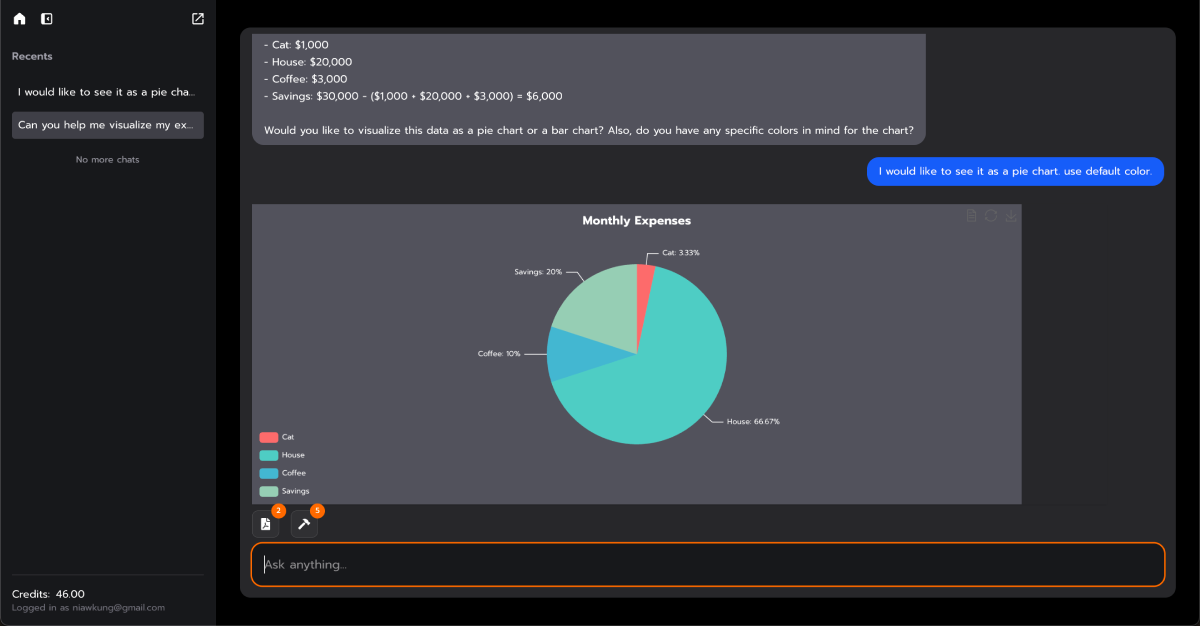 Recents
I would like to see it as a pie cha...
Can you help me visualize my ex...
No more chats
Credits: 46.00
Logged in as niawkung@gmail.com
- Cat: $1,000
- House: $20,000
- Coffee: $3,000
- Savings: $30,000 - ($1,000 + $20,000 + $3,000) = $6,000
Would you like to visualize this data as a pie chart or a bar chart? Also, do you have any specific colors in mind for the chart?
I would like to see it as a pie chart. use default color.
Monthly Expenses
Cat: 3.33%
Savings: 20%
Coffee: 10%
House: 66.67%
Cat
House
Coffee
Savings
2
5
Ask anything...